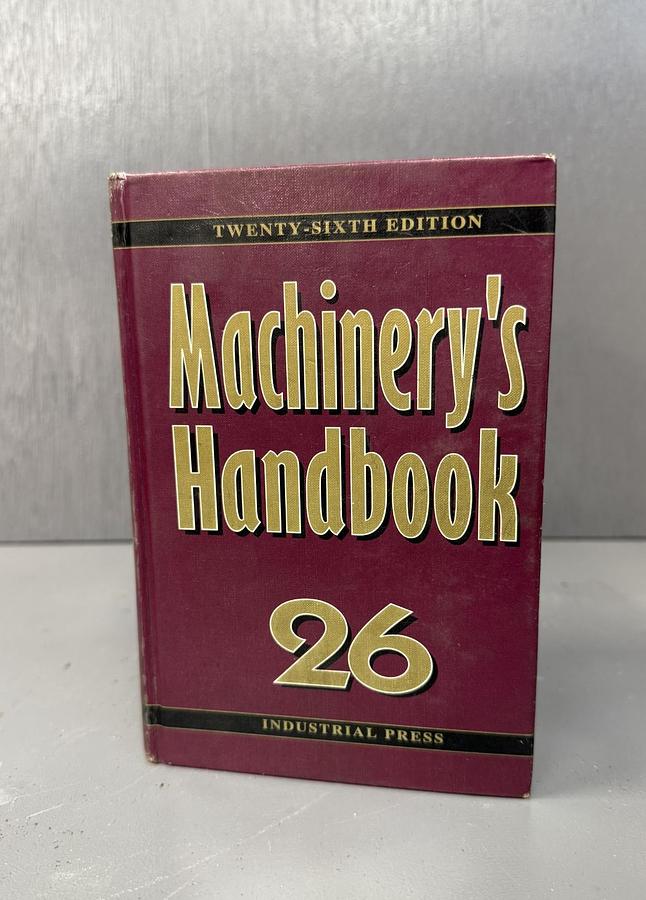 TWENTY-SIXTH EDITION
Machinery's
Handbook
26
INDUSTRIAL PRESS